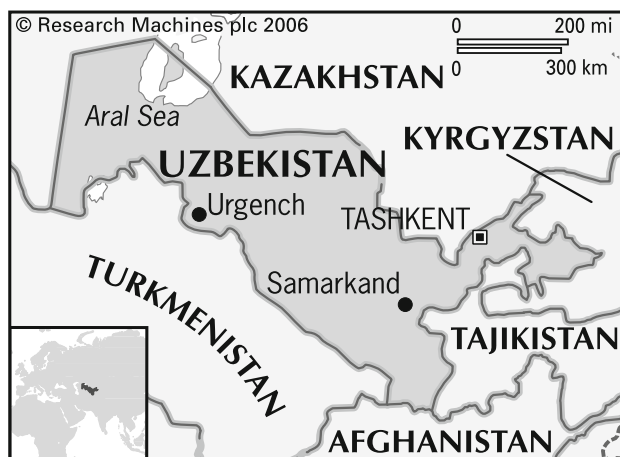 © Research Machines plc 2006
0 200 mi
0 300 km
KAZAKHSTAN
Aral Sea
KYRGYZSTAN
UZBEKISTAN
Urgench
TASHKENT
Samarkand
TURKMENISTAN
TAJIKISTAN
AFGHANISTAN